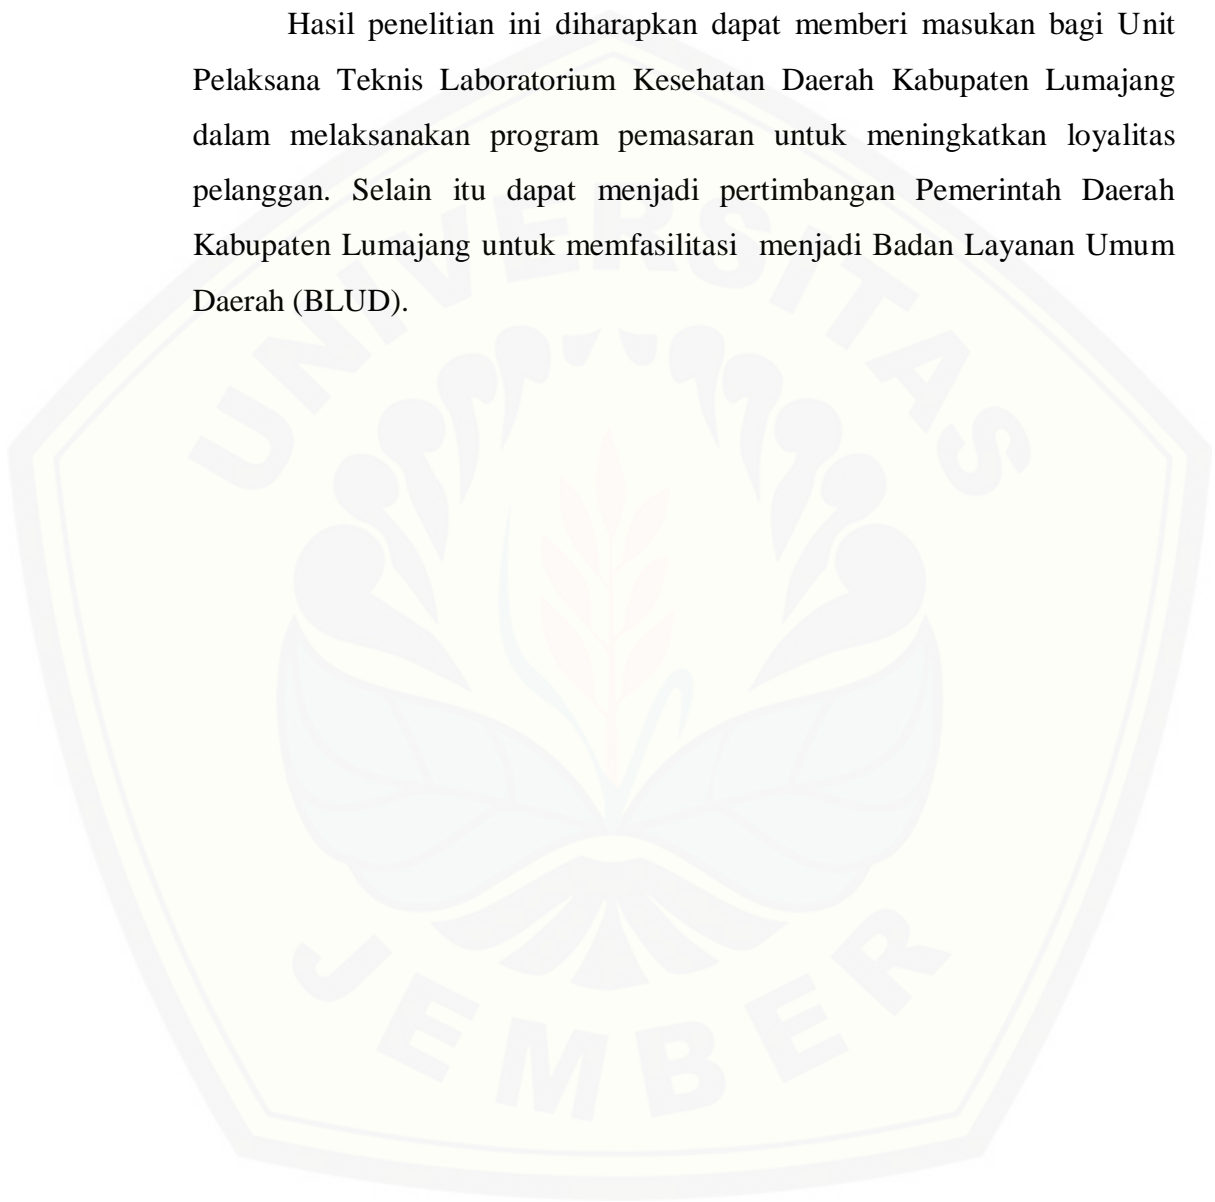 Hasil penelitian ini diharapkan dapat memberi masukan bagi Unit
Pelaksana Teknis Laboratorium Kesehatan Daerah Kabupaten Lumajang
dalam melaksanakan program pemasaran untuk meningkatkan loyalitas
pelanggan. Selain itu dapat menjadi pertimbangan Pemerintah Daerah
Kabupaten Lumajang untuk memfasilitasi  menjadi Badan Layanan Umum
Daerah (BLUD).
UNIVERSITAS
JEMBER